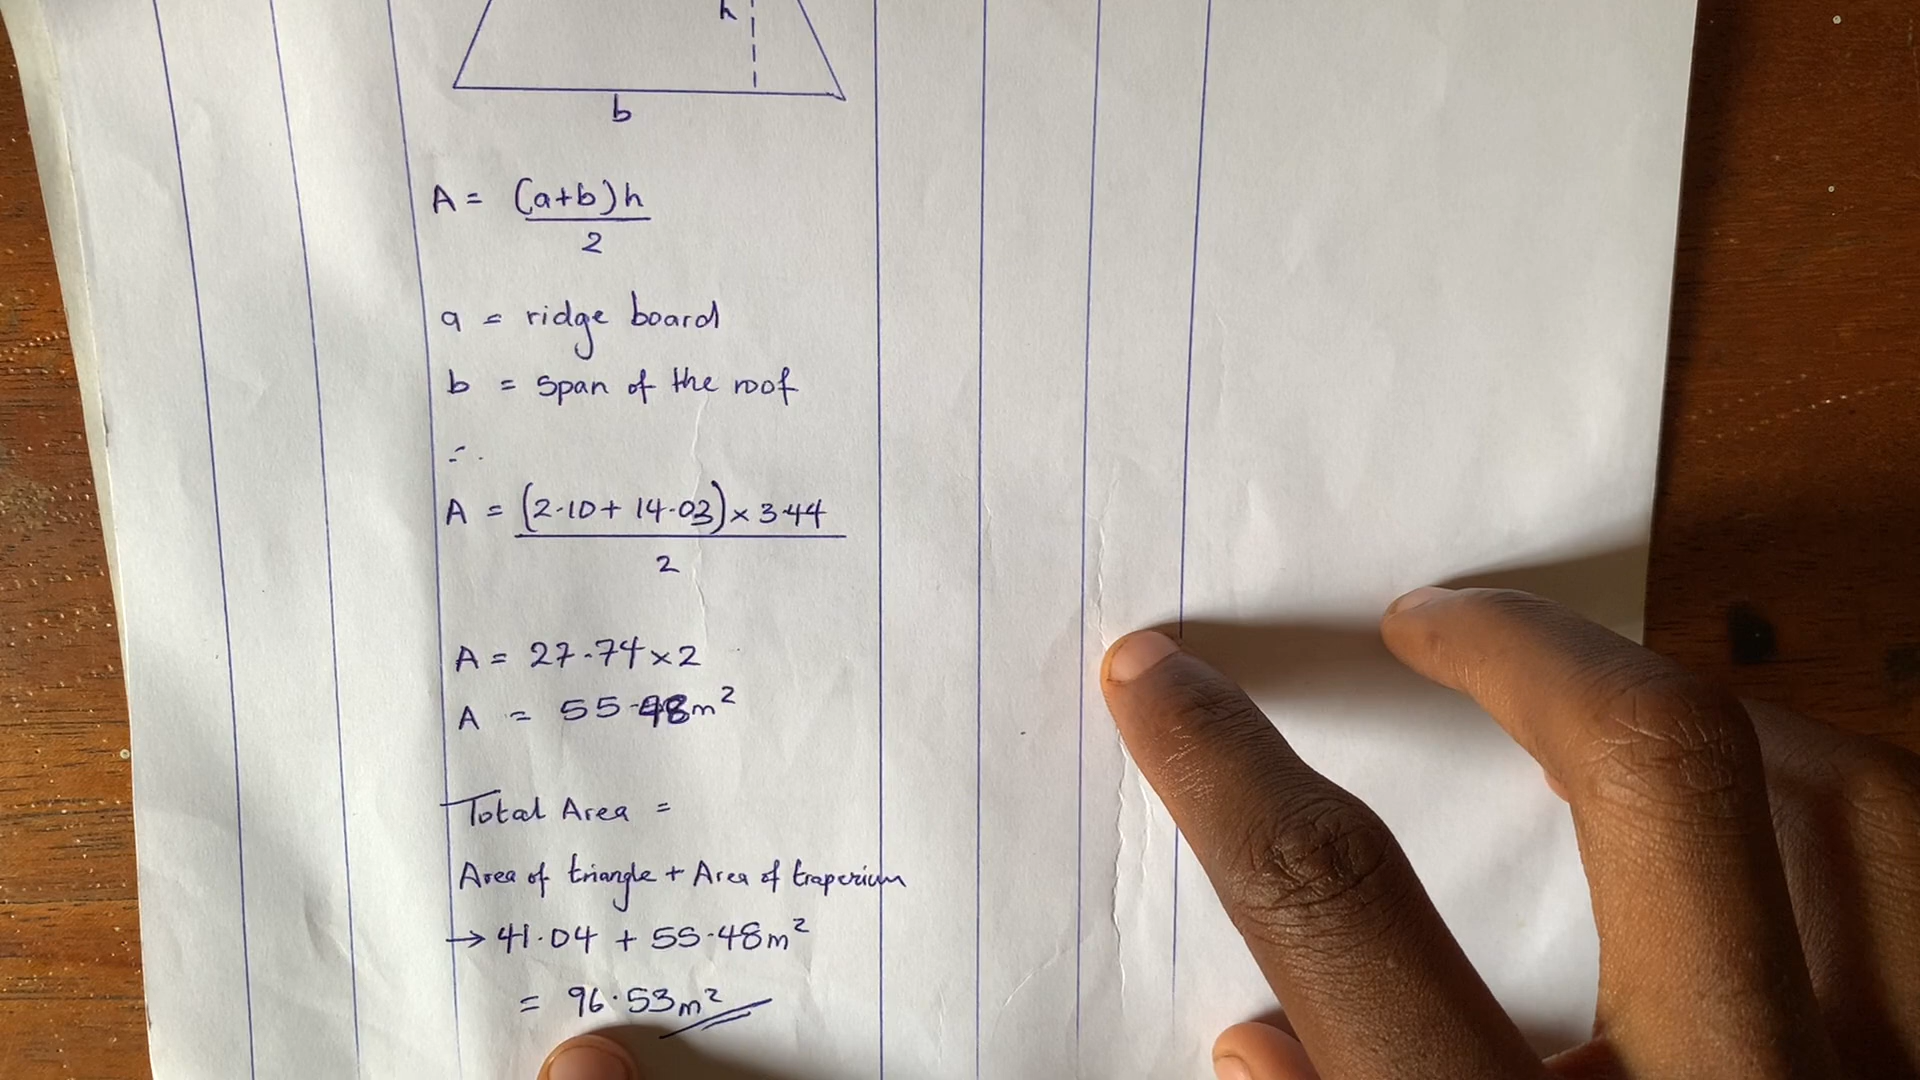 h
b
A = (a+b)h
2
a = ridge board
b = span of the roof
∴
A = (2·10 + 14·03) × 3·44
2
A = 27·74 × 2
A = 55·48m²
Total Area =
Area of triangle + Area of trapezium
→ 41·04 + 55·48m²
= 96·53m²